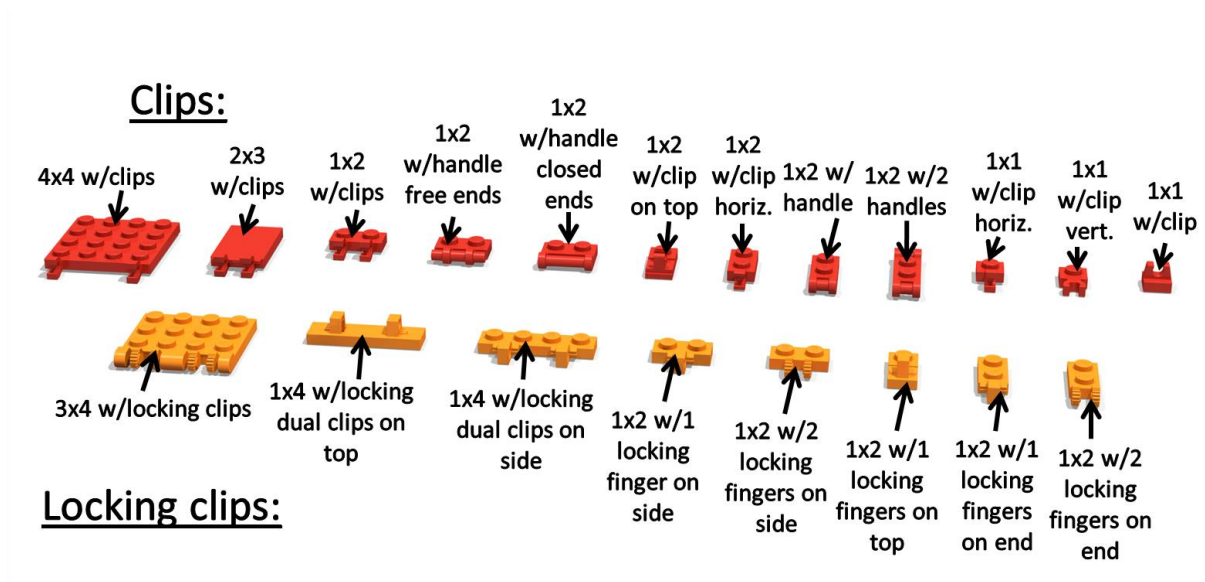 Clips:
4x4 w/clips
2x3
w/clips
1x2
w/clips
1x2
w/handle
free ends
1x2
w/handle
closed
ends
1x2
w/clip
on top
1x2
w/clip
horiz.
1x2 w/
handle
1x2 w/2
handles
1x1
w/clip
horiz.
1x1
w/clip
vert.
1x1
w/clip
3x4 w/locking clips
1x4 w/locking
dual clips on
top
1x4 w/locking
dual clips on
side
1x2 w/1
locking
finger on
side
1x2 w/2
locking
fingers on
side
1x2 w/1
locking
fingers on
top
1x2 w/1
locking
fingers
on end
1x2 w/2
locking
fingers on
end
Locking clips: